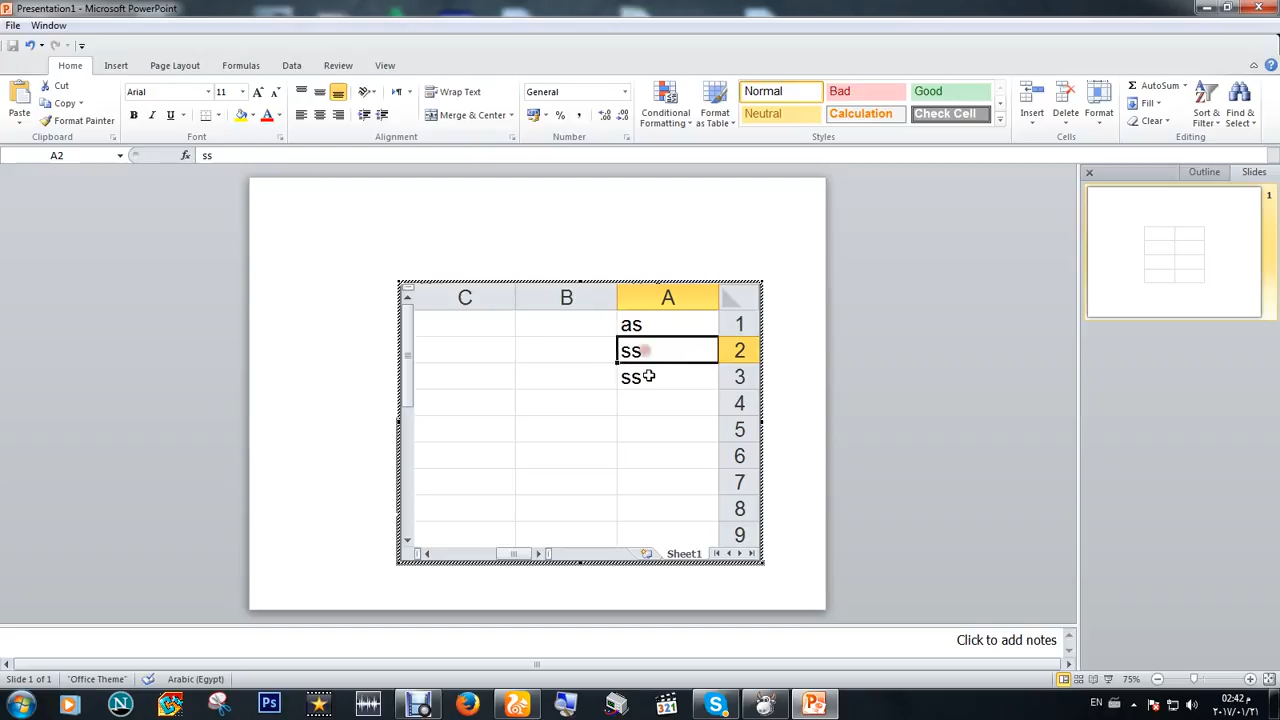 Presentation1 - Microsoft PowerPoint
File Window
Home Insert Page Layout Formulas Data Review View
Paste
Cut
Copy
Format Painter
Clipboard
Arial 11
Font
Wrap Text
Merge & Center
Alignment
General
Number
Conditional Formatting
Format as Table
Normal Bad Good
Neutral Calculation Check Cell
Styles
Insert Delete Format
Cells
AutoSum
Fill
Clear
Sort & Filter
Find & Select
Editing
A2 fx ss
Outline Slides
1
C B A
as 1
ss 2
ss 3
4
5
6
7
8
9
Sheet1
Click to add notes
Slide 1 of 1 "Office Theme" Arabic (Egypt) 75%
EN
02:42 م
٢٠١٧/٠١/٢١